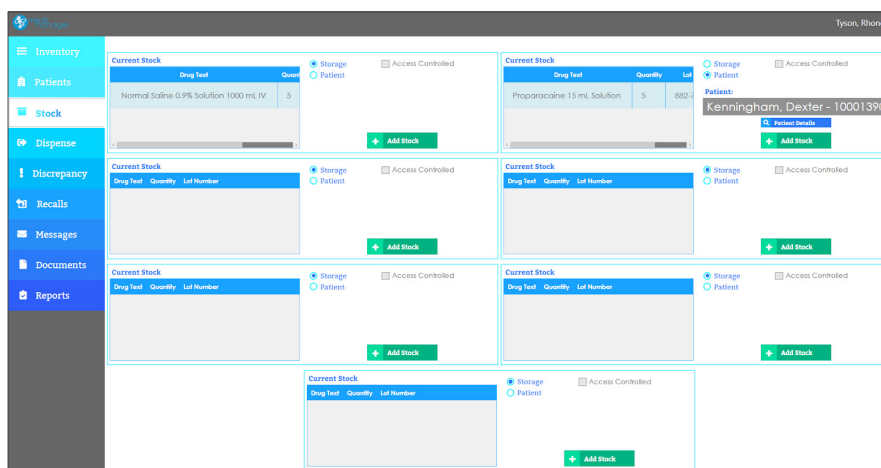 Tyson, Rhon
Inventory
Patients
Stock
Dispense
Discrepancy
Recalls
Messages
Documents
Reports
Current Stock
Drug Text Quant
Normal Saline 0.9% Solution 1000 mL IV 5
Storage
Patient
Access Controlled
Add Stock
Current Stock
Drug Text Quantity Lot
Proparacaine 15 mL Solution 5 882-
Storage
Patient
Access Controlled
Patient:
Kenningham, Dexter - 1000139
Patient Details
Add Stock
Current Stock
Drug Text Quantity Lot Number
Storage
Patient
Access Controlled
Add Stock
Current Stock
Drug Text Quantity Lot Number
Storage
Patient
Access Controlled
Add Stock
Current Stock
Drug Text Quantity Lot Number
Storage
Patient
Access Controlled
Add Stock
Current Stock
Drug Text Quantity Lot Number
Storage
Patient
Access Controlled
Add Stock
Current Stock
Drug Text Quantity Lot Number
Storage
Patient
Access Controlled
Add Stock